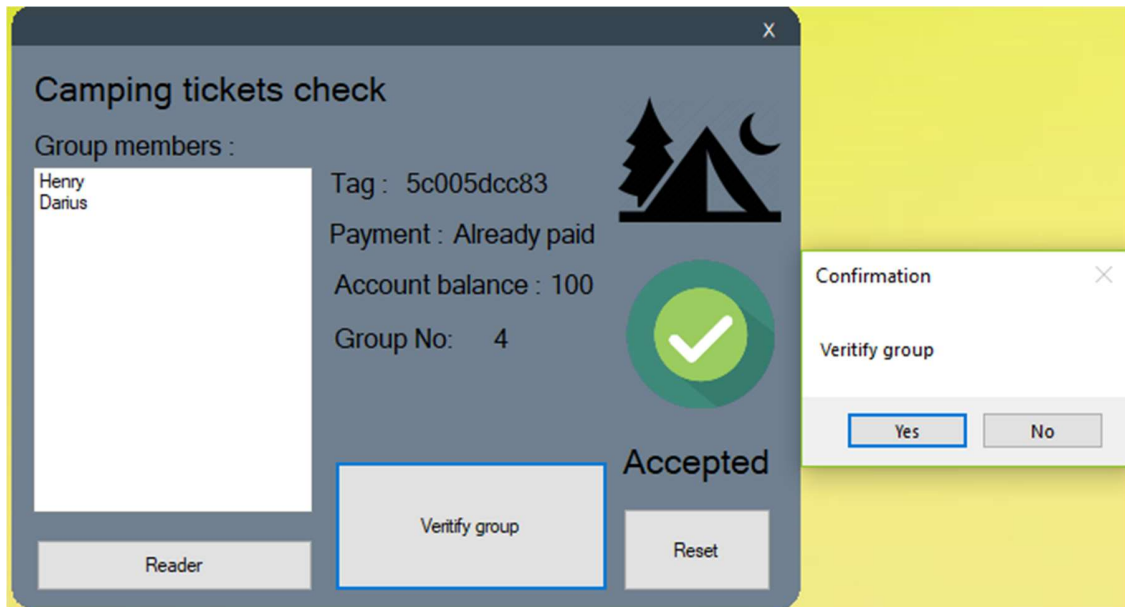 X
Camping tickets check
Group members :
Henry
Darius
Tag : 5c005dcc83
Payment : Already paid
Account balance : 100
Group No: 4
Accepted
Reader
Veritify group
Reset
Confirmation
Veritify group
Yes
No